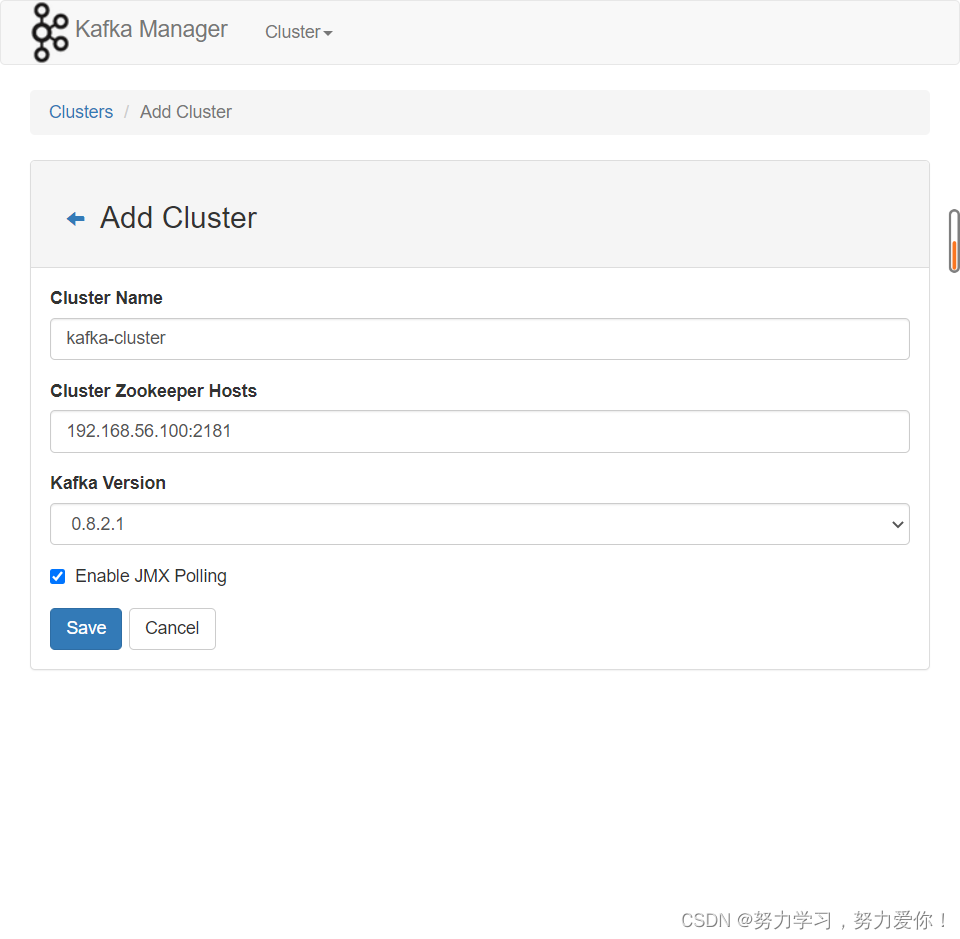 Kafka Manager Cluster
Clusters / Add Cluster
Add Cluster
Cluster Name
kafka-cluster
Cluster Zookeeper Hosts
192.168.56.100:2181
Kafka Version
0.8.2.1
Enable JMX Polling
Save Cancel
CSDN @努力学习，努力爱你！